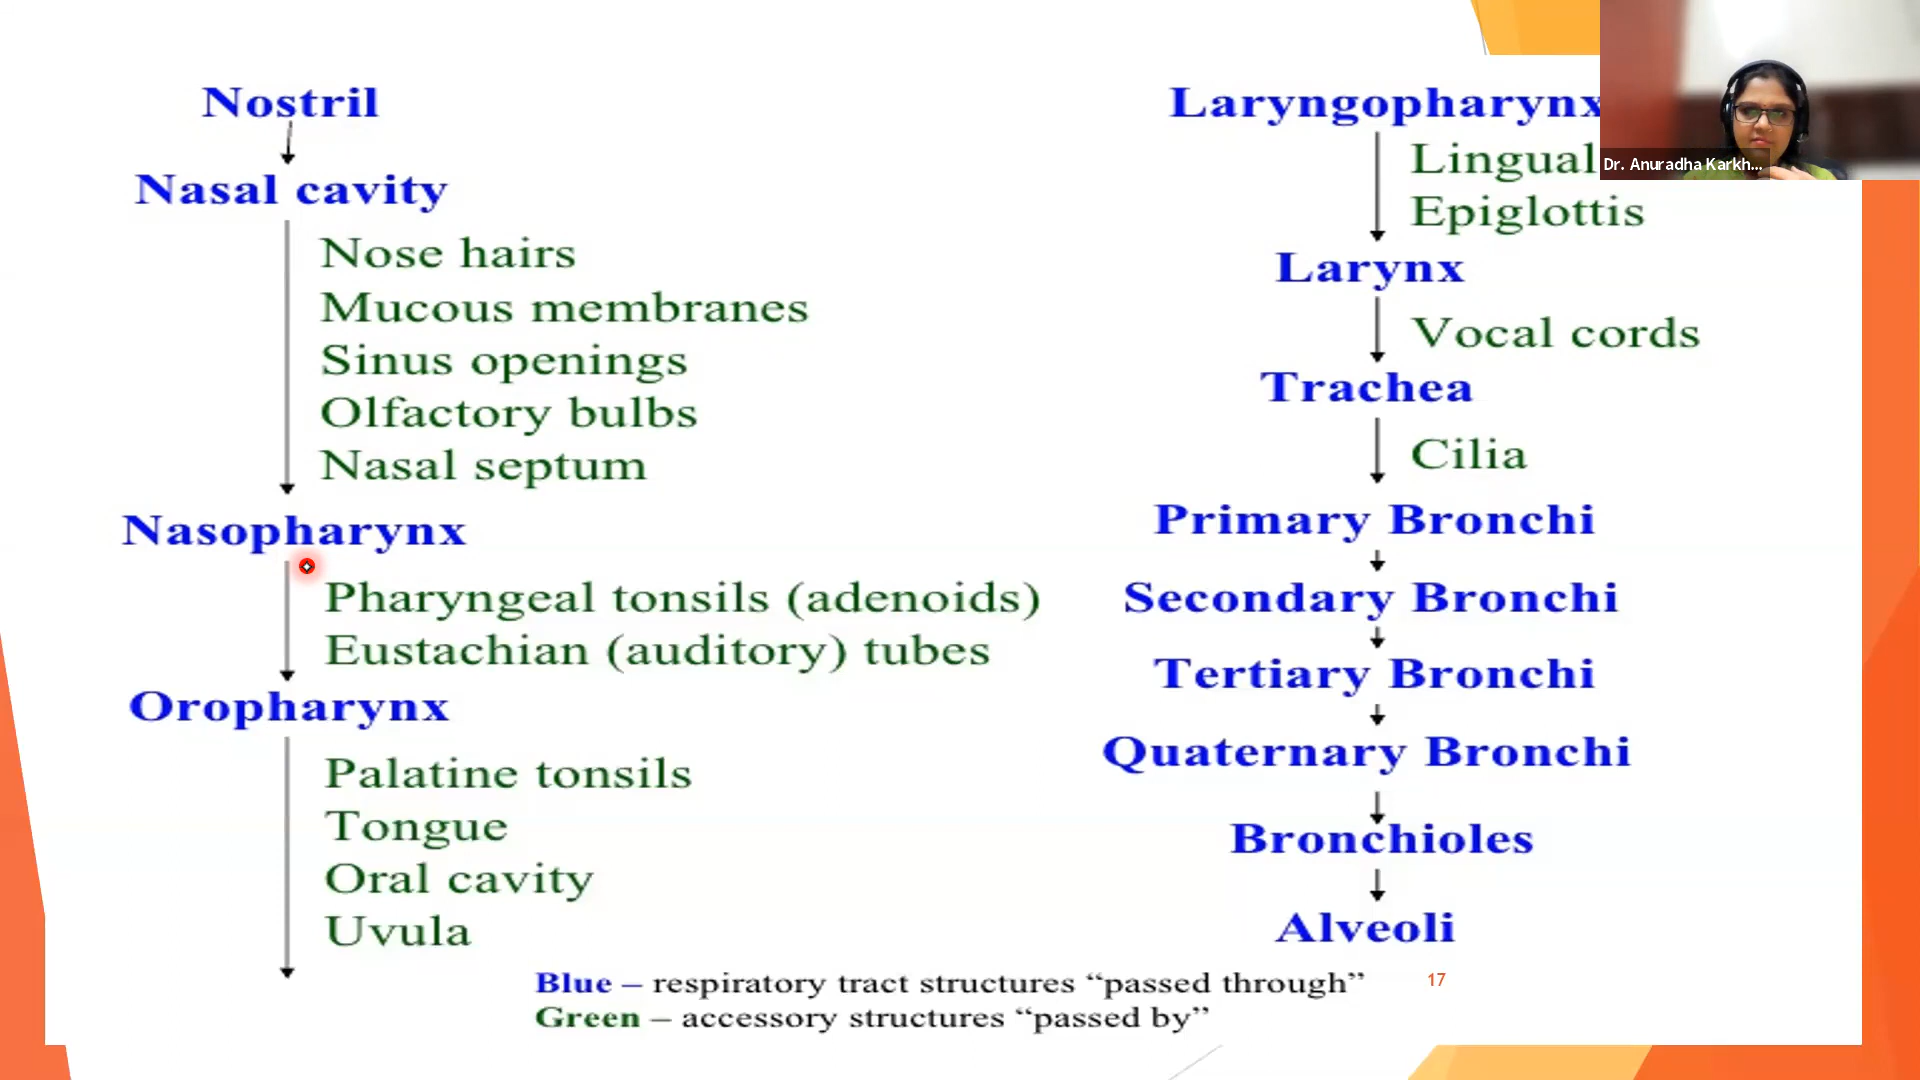 Nostril
Nasal cavity
Nose hairs
Mucous membranes
Sinus openings
Olfactory bulbs
Nasal septum
Nasopharynx
Pharyngeal tonsils (adenoids)
Eustachian (auditory) tubes
Oropharynx
Palatine tonsils
Tongue
Oral cavity
Uvula
Laryngopharynx
Lingual
Epiglottis
Larynx
Vocal cords
Trachea
Cilia
Primary Bronchi
Secondary Bronchi
Tertiary Bronchi
Quaternary Bronchi
Bronchioles
Alveoli
Blue – respiratory tract structures “passed through”
Green – accessory structures “passed by”
17
Dr. Anuradha Karkh...